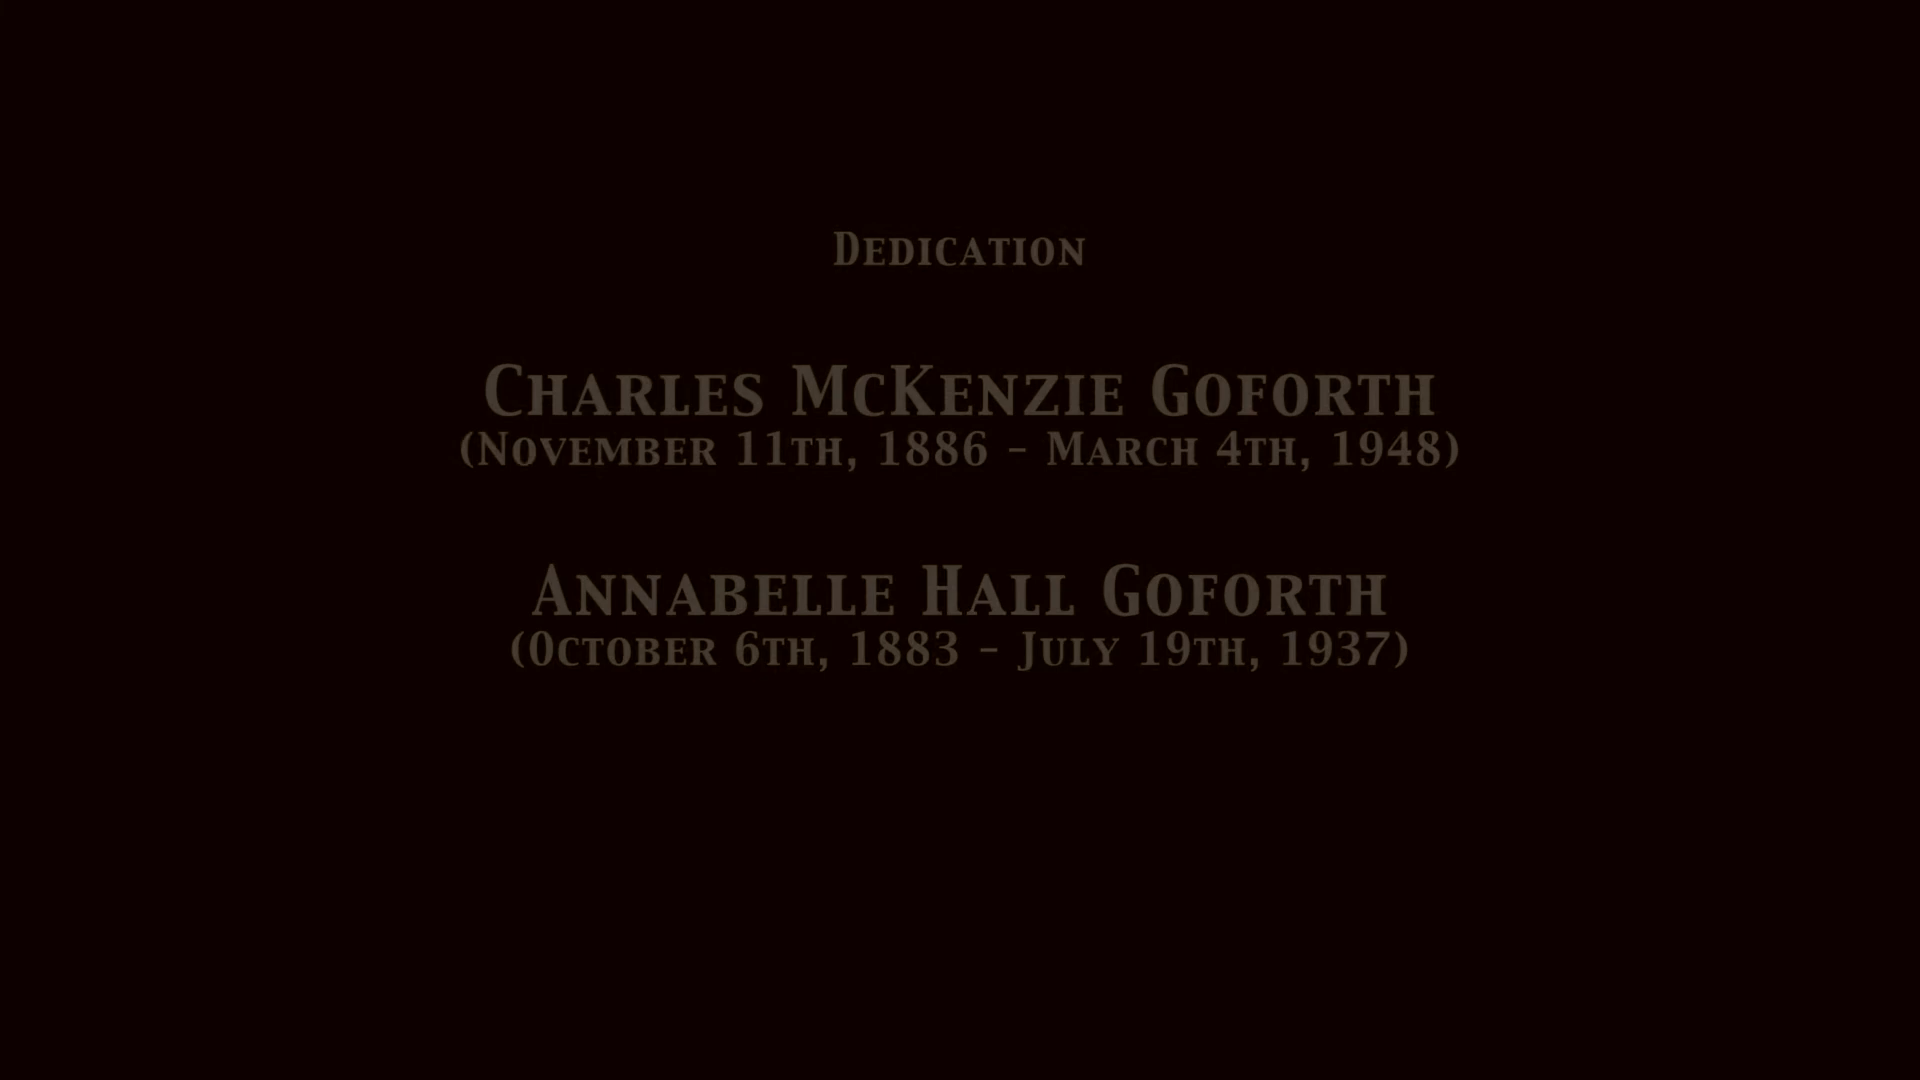 Dedication
Charles McKenzie Goforth
(November 11th, 1886 - March 4th, 1948)
Annabelle Hall Goforth
(October 6th, 1883 - July 19th, 1937)